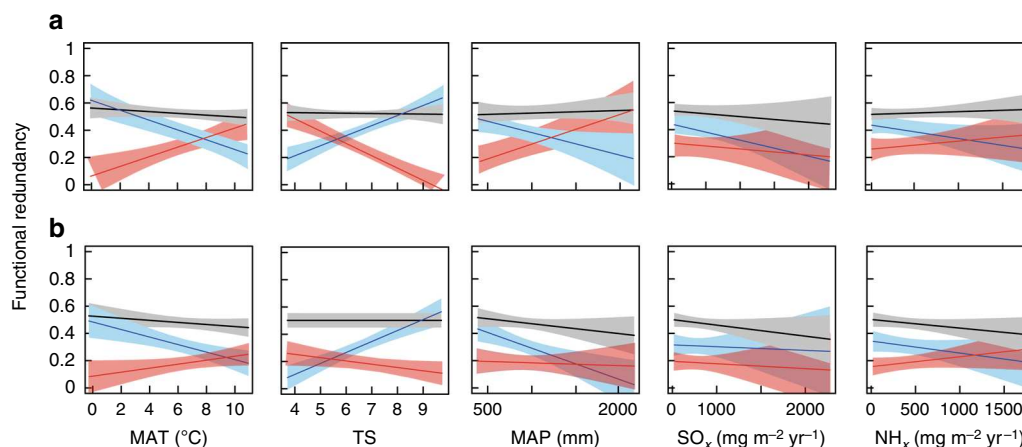 a
Functional redundancy
1
0.8
0.6
0.4
0.2
0
b
1
0.8
0.6
0.4
0.2
0
0 2 4 6 8 10
4 5 6 7 8 9
500 2000
0 1000 2000
0 500 1000 1500
MAT (°C)
TS
MAP (mm)
SOₓ (mg m⁻² yr⁻¹)
NHₓ (mg m⁻² yr⁻¹)